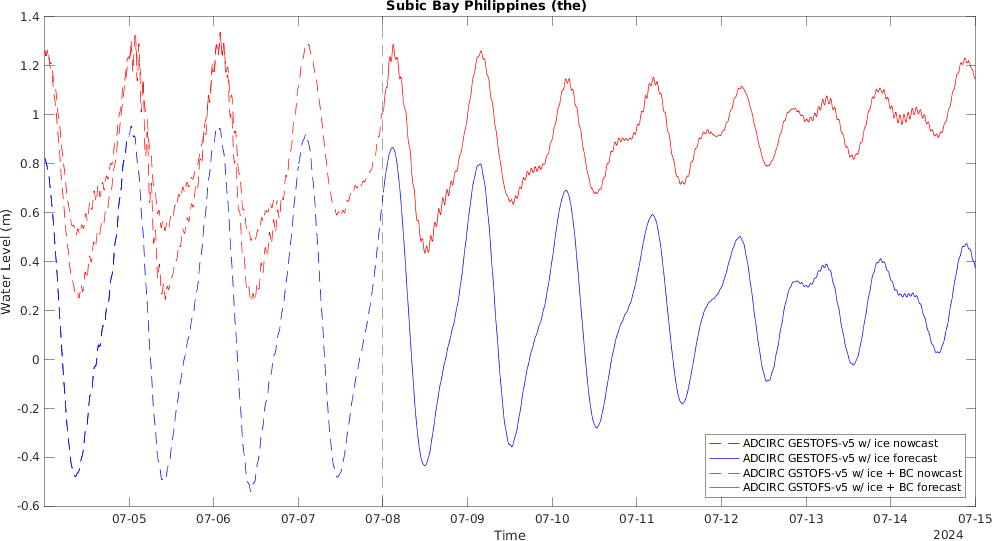 Subic Bay Philippines (the)
Water Level (m)
1.4
1.2
1
0.8
0.6
0.4
0.2
0
-0.2
-0.4
-0.6
ADCIRC GESTOFS-v5 w/ ice nowcast
ADCIRC GESTOFS-v5 w/ ice forecast
ADCIRC GSTOFS-v5 w/ ice + BC nowcast
ADCIRC GSTOFS-v5 w/ ice + BC forecast
07-05 07-06 07-07 07-08 07-09 07-10 07-11 07-12 07-13 07-14 07-15
Time
2024